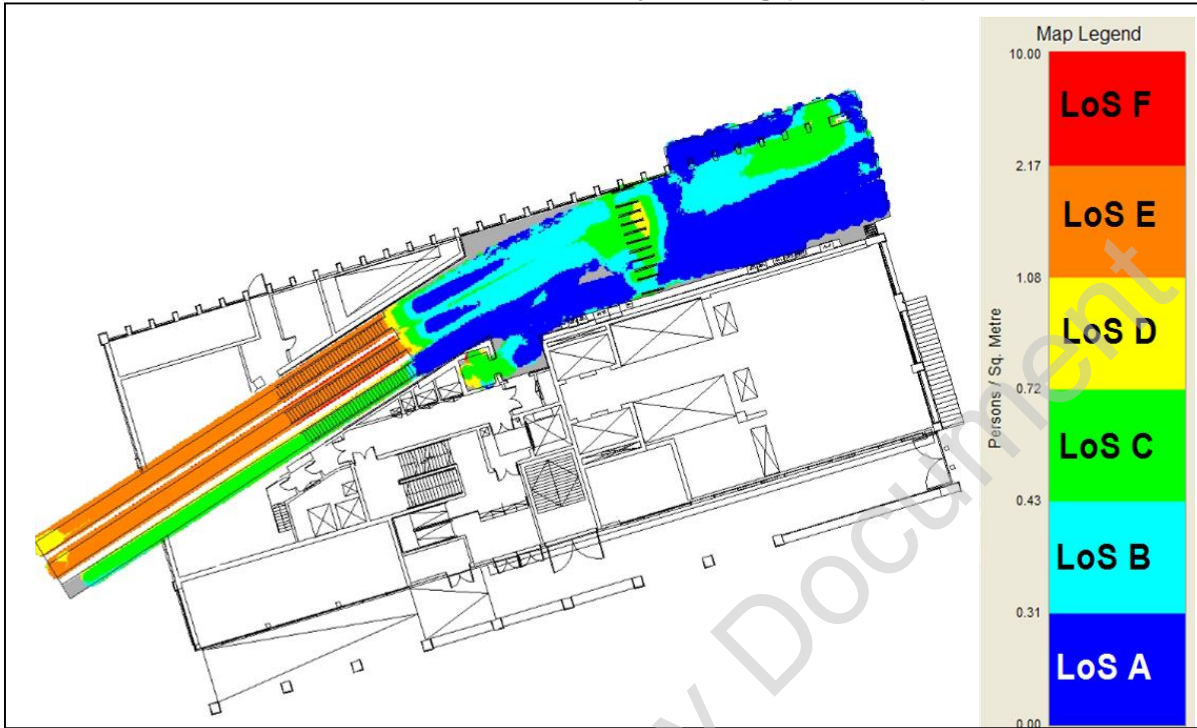 Map Legend
10.00
LoS F
2.17
LoS E
1.08
LoS D
0.72
LoS C
0.43
LoS B
0.31
LoS A
0.00
Persons / Sq. Metre
y Document